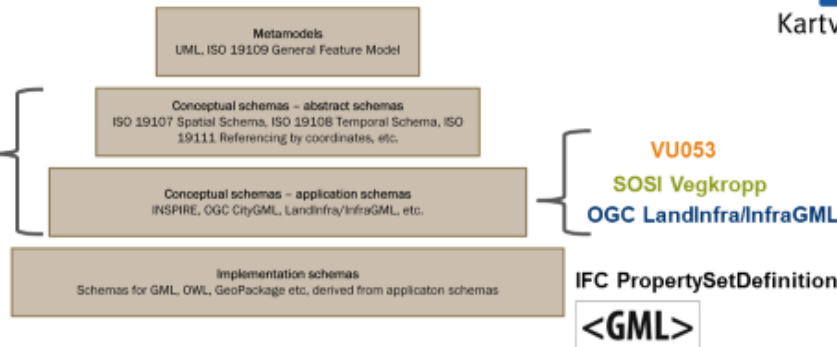 Kartv
Metamodels
UML, ISO 19109 General Feature Model
Conceptual schemas – abstract schemas
ISO 19107 Spatial Schema, ISO 19108 Temporal Schema, ISO
19111 Referencing by coordinates, etc.
Conceptual schemas – application schemas
INSPIRE, OGC CityGML, LandInfra/InfraGML, etc.
VU053
SOSI Vegkropp
OGC LandInfra/InfraGML
Implementation schemas
Schemas for GML, OWL, GeoPackage etc, derived from applicaton schemas
IFC PropertySetDefinition
<GML>